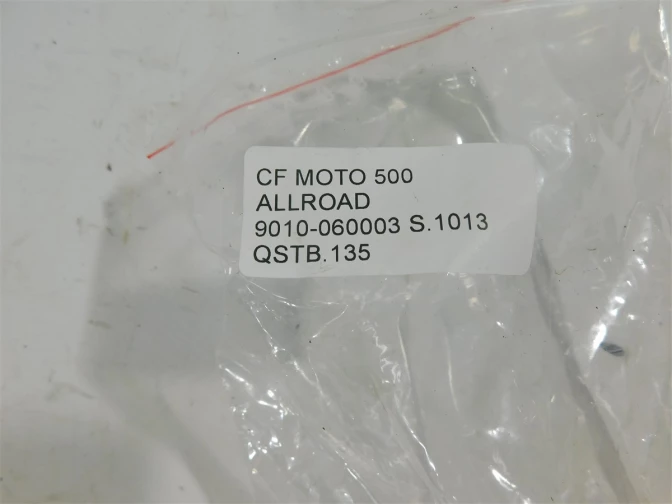 CF MOTO 500
ALLROAD
9010-060003 S.1013
QSTB.135